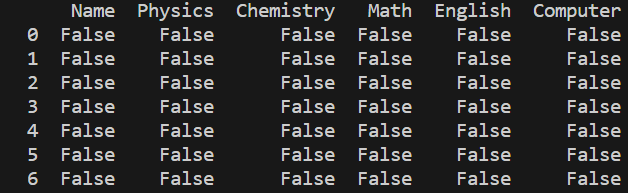 Name Physics Chemistry Math English Computer
0 False False False False False False
1 False False False False False False
2 False False False False False False
3 False False False False False False
4 False False False False False False
5 False False False False False False
6 False False False False False False